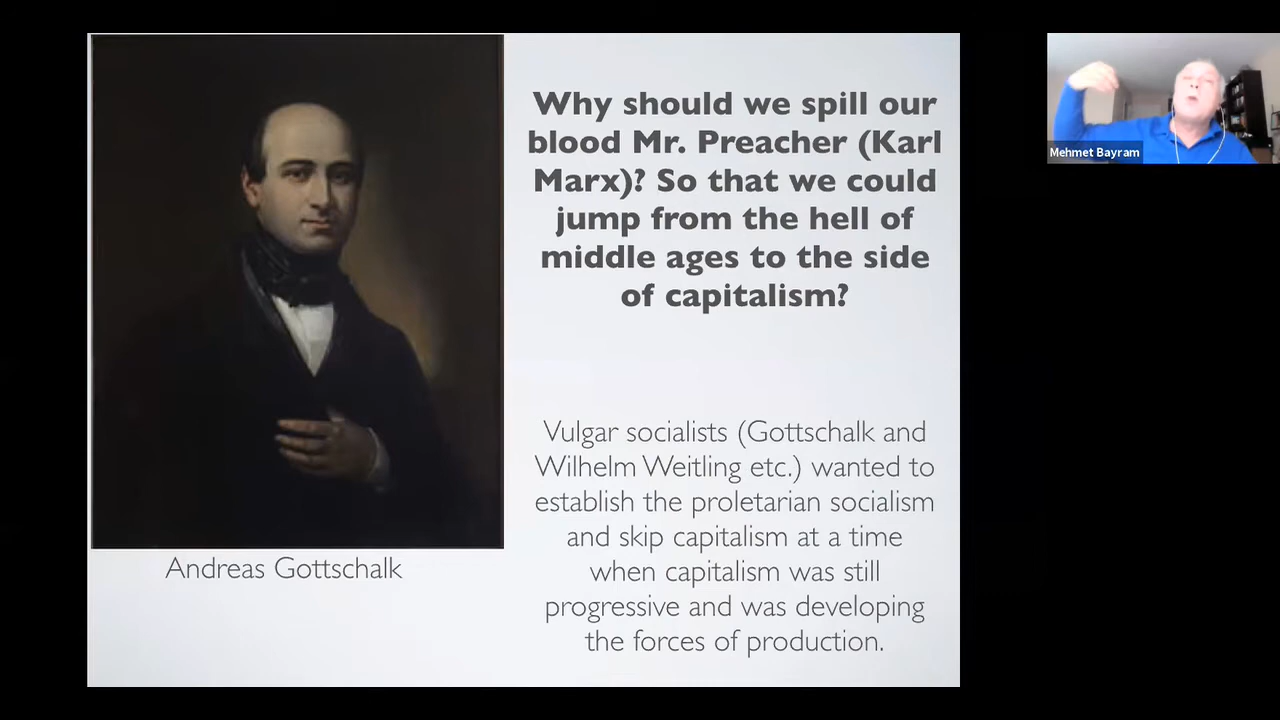 Why should we spill our
blood Mr. Preacher (Karl
Marx)? So that we could
jump from the hell of
middle ages to the side
of capitalism?
Vulgar socialists (Gottschalk and
Wilhelm Weitling etc.) wanted to
establish the proletarian socialism
and skip capitalism at a time
when capitalism was still
progressive and was developing
the forces of production.
Andreas Gottschalk
Mehmet Bayram